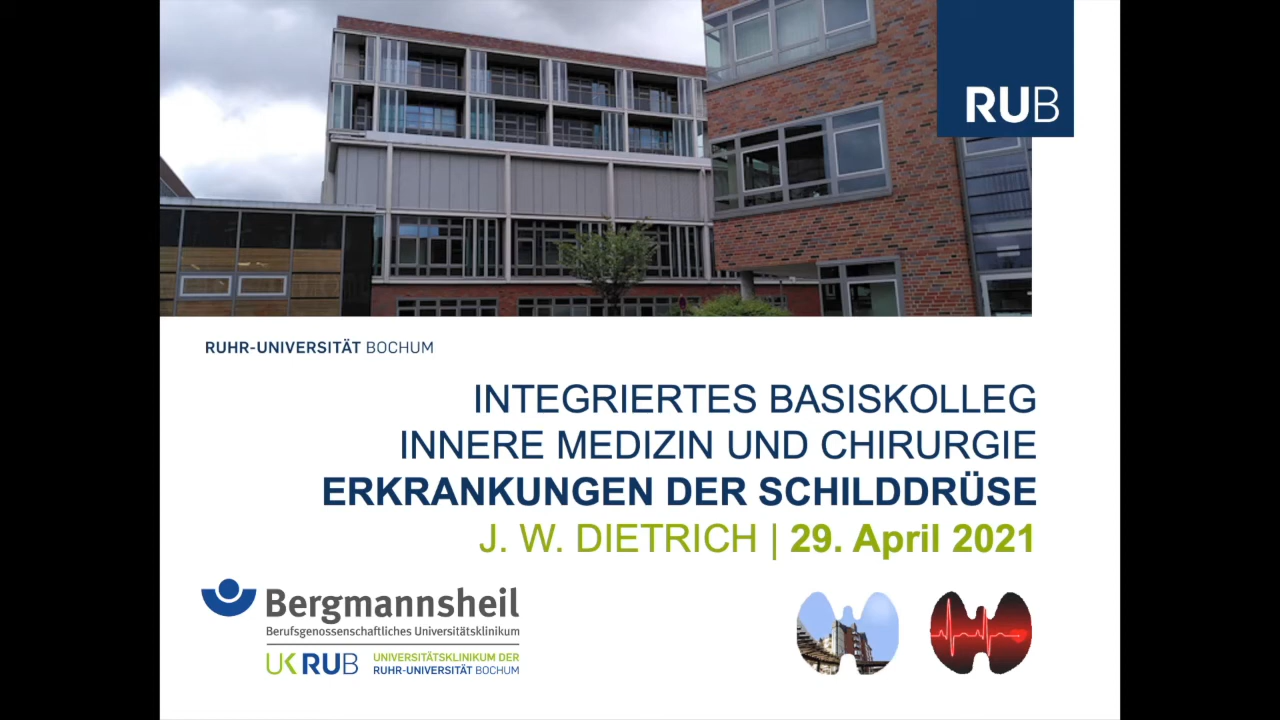 RUB
RUHR-UNIVERSITÄT BOCHUM
INTEGRIERTES BASISKOLLEG
INNERE MEDIZIN UND CHIRURGIE
ERKRANKUNGEN DER SCHILDDRÜSE
J. W. DIETRICH | 29. April 2021
Bergmannsheil
Berufsgenossenschaftliches Universitätsklinikum
UK RUB
UNIVERSITÄTSKLINIKUM DER
RUHR-UNIVERSITÄT BOCHUM